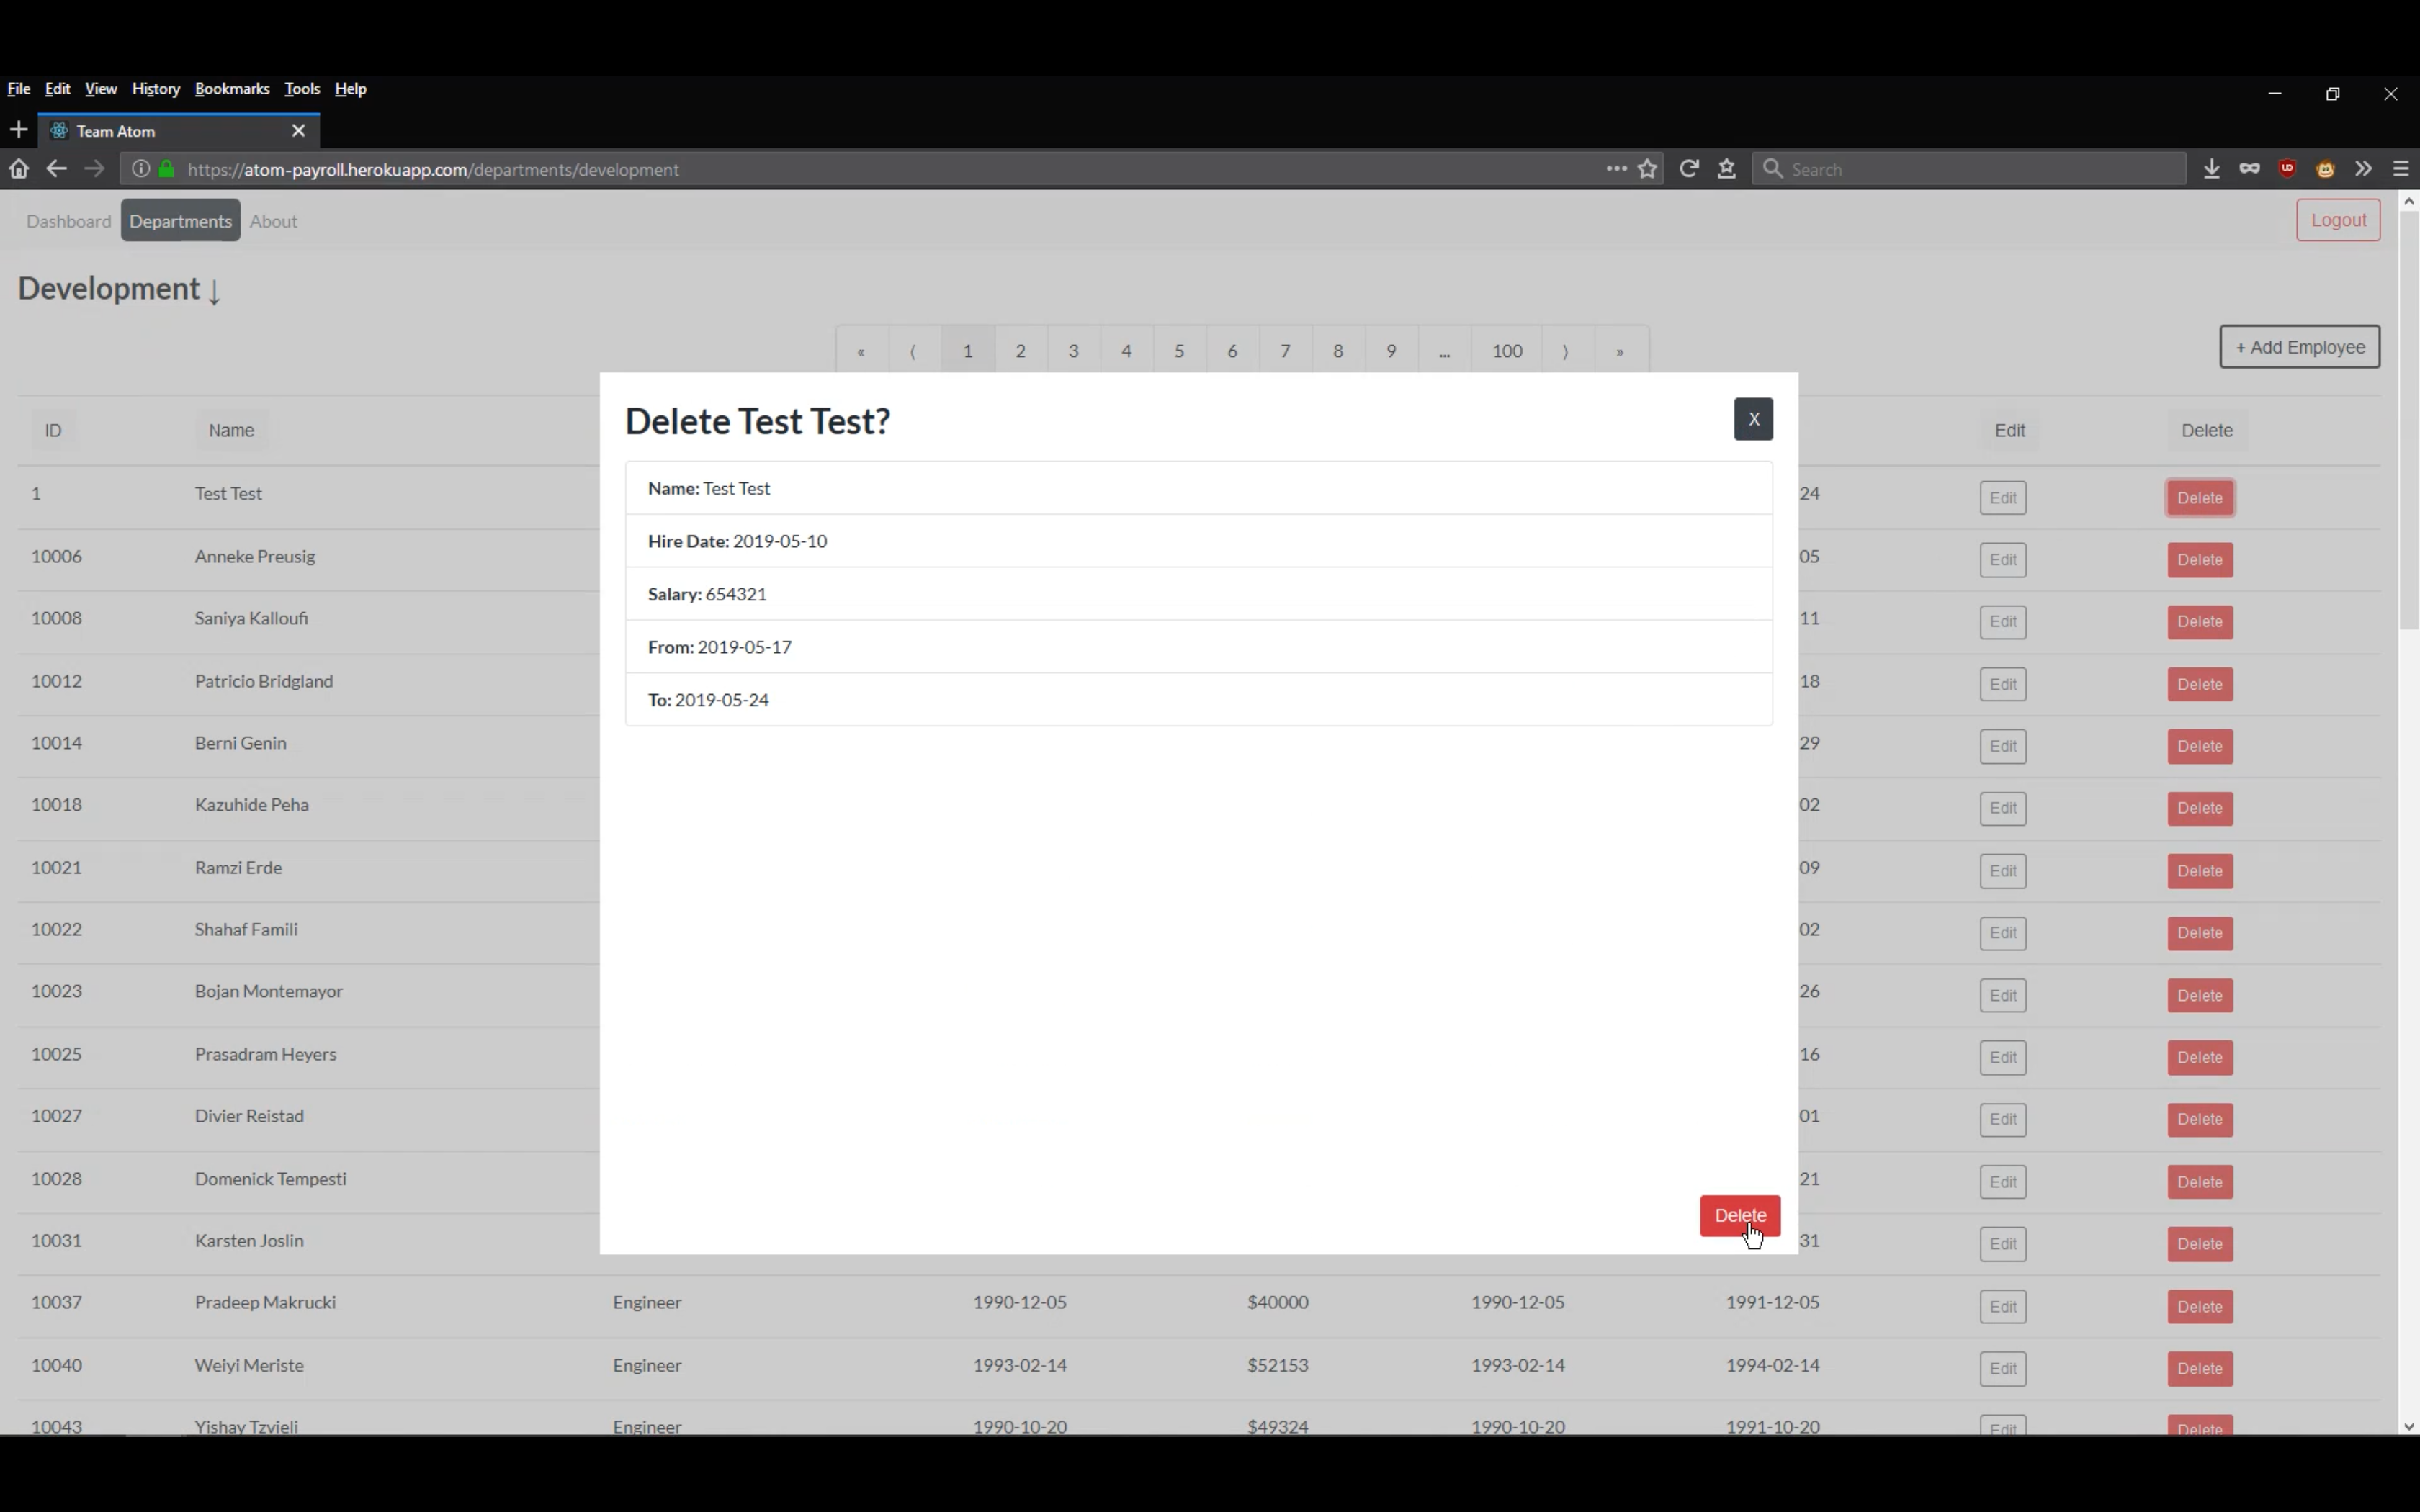 File Edit View History Bookmarks Tools Help
+ Team Atom ✕
https://atom-payroll.herokuapp.com/departments/development ••• Search
Dashboard Departments About Logout
Development ↓
« ⟨ 1 2 3 4 5 6 7 8 9 ... 100 ⟩ » + Add Employee
Delete Test Test? X
ID Name Edit Delete
Name: Test Test
1 Test Test 24 Edit Delete
Hire Date: 2019-05-10
10006 Anneke Preusig 05 Edit Delete
Salary: 654321
10008 Saniya Kalloufi 11 Edit Delete
From: 2019-05-17
10012 Patricio Bridgland 18 Edit Delete
To: 2019-05-24
10014 Berni Genin 29 Edit Delete
10018 Kazuhide Peha 02 Edit Delete
10021 Ramzi Erde 09 Edit Delete
10022 Shahaf Famili 02 Edit Delete
10023 Bojan Montemayor 26 Edit Delete
10025 Prasadram Heyers 16 Edit Delete
10027 Divier Reistad 01 Edit Delete
10028 Domenick Tempesti 21 Edit Delete
Delete
10031 Karsten Joslin 31 Edit Delete
10037 Pradeep Makrucki Engineer 1990-12-05 $40000 1990-12-05 1991-12-05 Edit Delete
10040 Weiyi Meriste Engineer 1993-02-14 $52153 1993-02-14 1994-02-14 Edit Delete
10043 Yishay Tzvieli Engineer 1990-10-20 $49324 1990-10-20 1991-10-20 Edit Delete